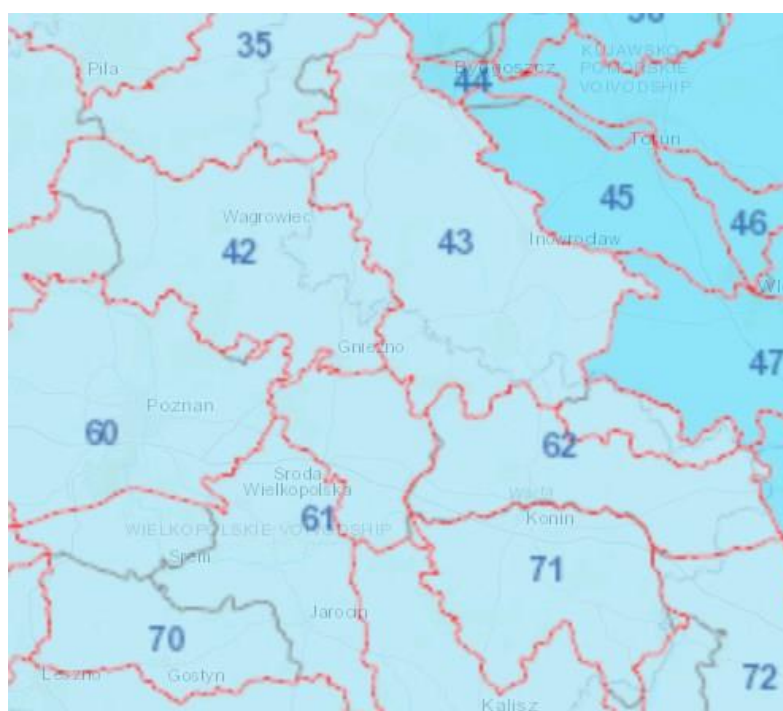 35
Pila
KUJAWSKO
POMORSKIE
VOIVODSHIP
Bydgoszcz
44
Torun
45
46
Wagrowiec
42
43
Inowroclaw
47
Gniezno
Poznan
60
62
Sroda
Wielkopolska
Warta
61
Konin
WIELKOPOLSKIE VOIVODSHIP
Srem
71
Jarocin
70
Leszno
Gostyn
72
Kalisz